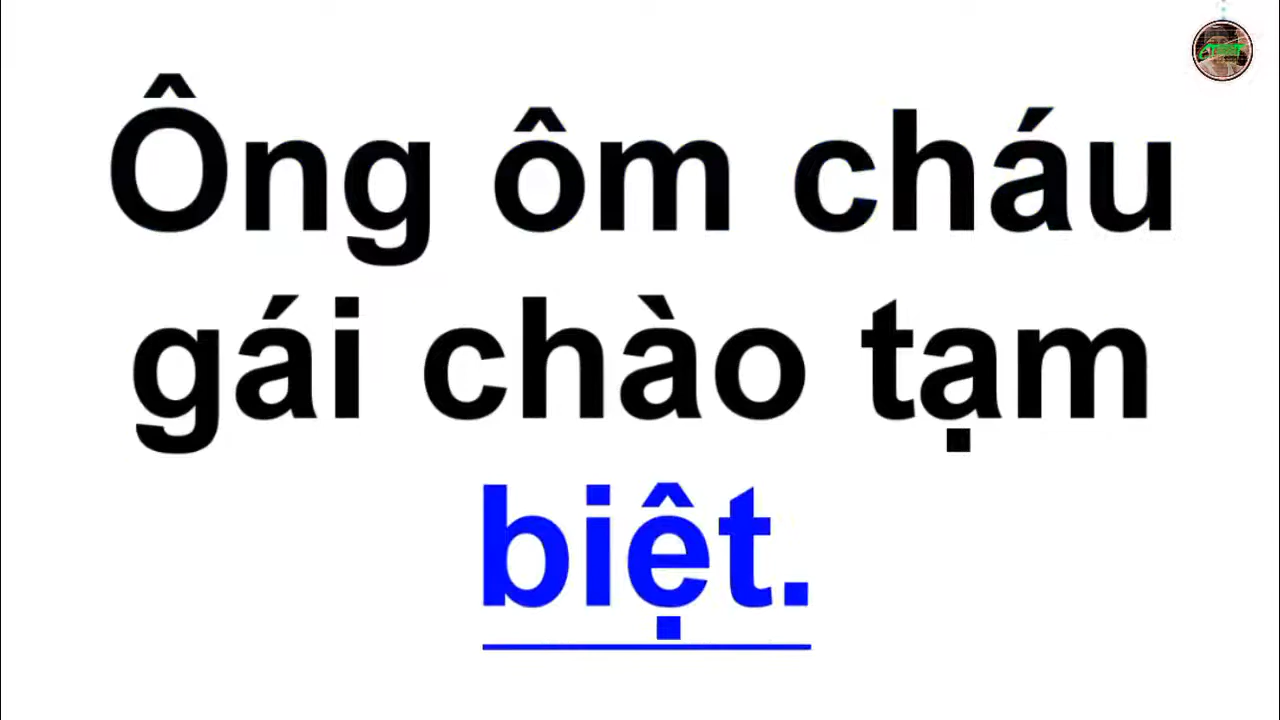 Ông ôm cháu
gái chào tạm
biệt.